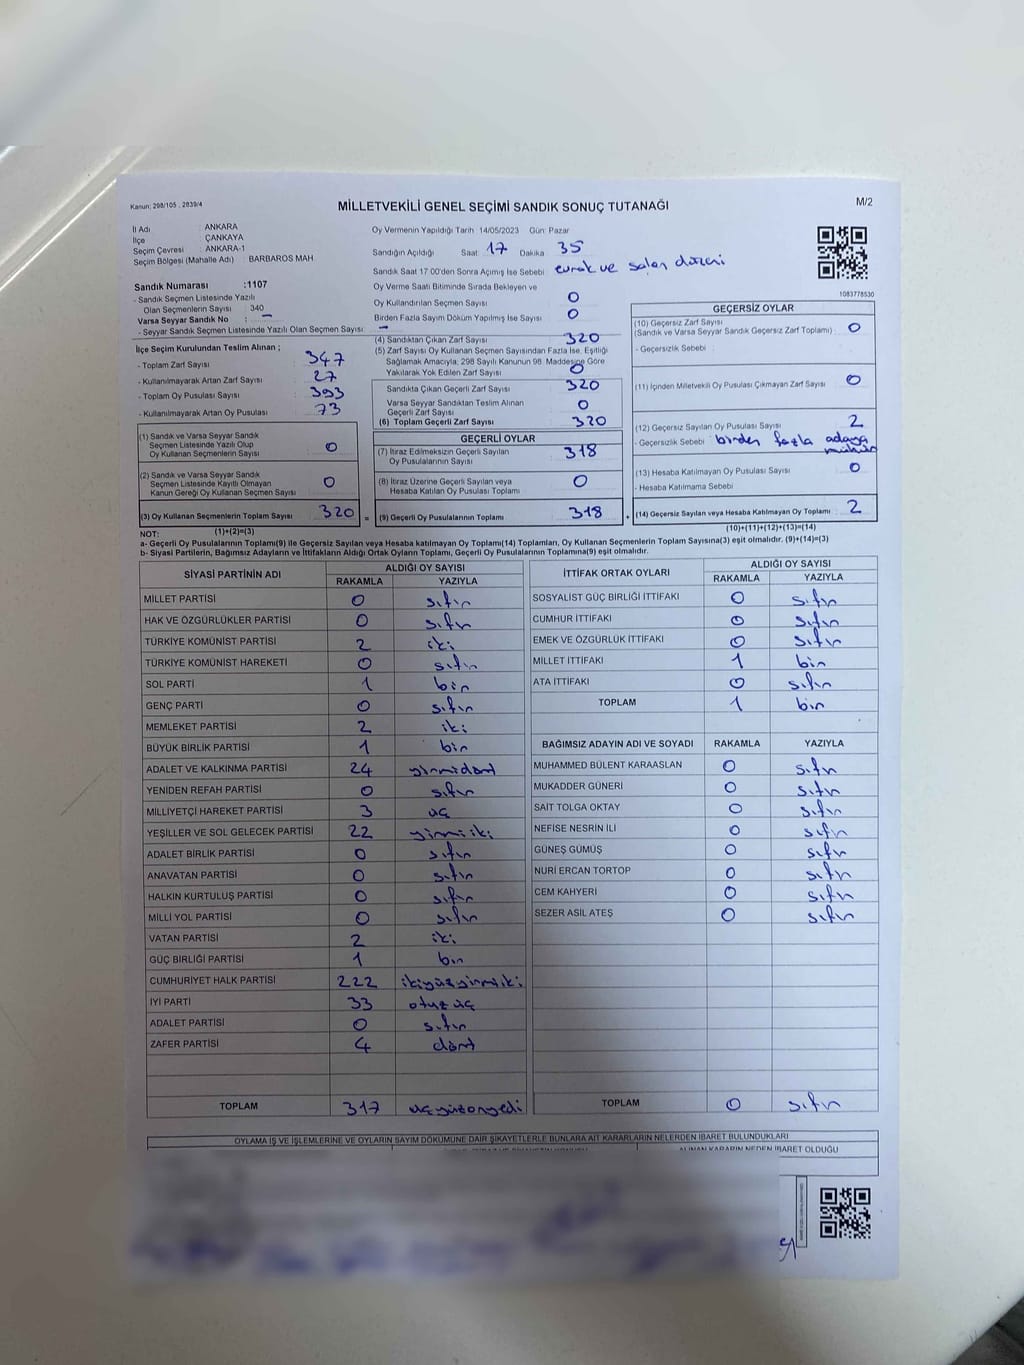 Kanun: 298/105 . 2839/4
MİLLETVEKİLİ GENEL SEÇİMİ SANDIK SONUÇ TUTANAĞI
M/2
İl Adı : ANKARA
İlçe : ÇANKAYA
Seçim Çevresi : ANKARA-1
Seçim Bölgesi (Mahalle Adı) : BARBAROS MAH
Sandık Numarası :1107
- Sandık Seçmen Listesinde Yazılı
Olan Seçmenlerin Sayısı : 340
Varsa Seyyar Sandık No : -
- Seyyar Sandık Seçmen Listesinde Yazılı Olan Seçmen Sayısı: -
Oy Vermenin Yapıldığı Tarih :14/05/2023 Gün: Pazar
Sandığın Açıldığı Saat 17 Dakika 35
Sandık Saat 17:00'den Sonra Açılmış İse Sebebi evrak ve salon düzeni
Oy Verme Saati Bitiminde Sırada Bekleyen ve
Oy Kullandırılan Seçmen Sayısı 0
Birden Fazla Sayım Döküm Yapılmış İse Sayısı 0
1083778530
İlçe Seçim Kurulundan Teslim Alınan ;
- Toplam Zarf Sayısı 347
- Kullanılmayarak Artan Zarf Sayısı 27
- Toplam Oy Pusulası Sayısı 393
- Kullanılmayarak Artan Oy Pusulası 73
(1) Sandık ve Varsa Seyyar Sandık
Seçmen Listesinde Yazılı Olup
Oy Kullanan Seçmenlerin Sayısı 0
(2) Sandık ve Varsa Seyyar Sandık
Seçmen Listesinde Kayıtlı Olmayan
Kanun Gereği Oy Kullanan Seçmen Sayısı 0
(3) Oy Kullanan Seçmenlerin Toplam Sayısı 320 =
(1)+(2)=(3)
(4) Sandıktan Çıkan Zarf Sayısı 320
(5) Zarf Sayısı Oy Kullanan Seçmen Sayısından Fazla İse, Eşitliği
Sağlamak Amacıyla; 298 Sayılı Kanunun 98. Maddesine Göre
Yakılarak Yok Edilen Zarf Sayısı 0
Sandıkta Çıkan Geçerli Zarf Sayısı 320
Varsa Seyyar Sandıktan Teslim Alınan
Geçerli Zarf Sayısı 0
(6) Toplam Geçerli Zarf Sayısı 320
GEÇERLİ OYLAR
(7) İtiraz Edilmeksizin Geçerli Sayılan
Oy Pusulalarının Sayısı 318
(8) İtiraz Üzerine Geçerli Sayılan veya
Hesaba Katılan Oy Pusulası Toplamı 0
(9) Geçerli Oy Pusulalarının Toplamı 318 +
GEÇERSİZ OYLAR
(10) Geçersiz Zarf Sayısı
(Sandık ve Varsa Seyyar Sandık Geçersiz Zarf Toplamı) : 0
- Geçersizlik Sebebi :
(11) İçinden Milletvekili Oy Pusulası Çıkmayan Zarf Sayısı 0
(12) Geçersiz Sayılan Oy Pusulası Sayısı 2
- Geçersizlik Sebebi : birden fazla adaya
mühür
(13) Hesaba Katılmayan Oy Pusulası Sayısı 0
- Hesaba Katılmama Sebebi
(14) Geçersiz Sayılan veya Hesaba Katılmayan Oy Toplamı 2
(10)+(11)+(12)+(13)=(14)
NOT:
a- Geçerli Oy Pusulalarının Toplamı(9) ile Geçersiz Sayılan veya Hesaba katılmayan Oy Toplamı(14) Toplamları, Oy Kullanan Seçmenlerin Toplam Sayısına(3) eşit olmalıdır. (9)+(14)=(3)
b- Siyasi Partilerin, Bağımsız Adayların ve İttifakların Aldığı Ortak Oyların Toplamı, Geçerli Oy Pusulalarının Toplamına(9) eşit olmalıdır.
SİYASİ PARTİNİN ADI ALDIĞI OY SAYISI
RAKAMLA YAZIYLA
MİLLET PARTİSİ 0 sıfır
HAK VE ÖZGÜRLÜKLER PARTİSİ 0 sıfır
TÜRKİYE KOMÜNİST PARTİSİ 2 iki
TÜRKİYE KOMÜNİST HAREKETİ 0 sıfır
SOL PARTİ 1 bir
GENÇ PARTİ 0 sıfır
MEMLEKET PARTİSİ 2 iki
BÜYÜK BİRLİK PARTİSİ 1 bir
ADALET VE KALKINMA PARTİSİ 24 yirmidört
YENİDEN REFAH PARTİSİ 0 sıfır
MİLLİYETÇİ HAREKET PARTİSİ 3 üç
YEŞİLLER VE SOL GELECEK PARTİSİ 22 yirmiiki
ADALET BİRLİK PARTİSİ 0 sıfır
ANAVATAN PARTİSİ 0 sıfır
HALKIN KURTULUŞ PARTİSİ 0 sıfır
MİLLİ YOL PARTİSİ 0 sıfır
VATAN PARTİSİ 2 iki
GÜÇ BİRLİĞİ PARTİSİ 1 bir
CUMHURİYET HALK PARTİSİ 222 ikiyüzyirmiiki
İYİ PARTİ 33 otuzüç
ADALET PARTİSİ 0 sıfır
ZAFER PARTİSİ 4 dört
TOPLAM 317 üçyüzonyedi
İTTİFAK ORTAK OYLARI ALDIĞI OY SAYISI
RAKAMLA YAZIYLA
SOSYALİST GÜÇ BİRLİĞİ İTTİFAKI 0 sıfır
CUMHUR İTTİFAKI 0 sıfır
EMEK VE ÖZGÜRLÜK İTTİFAKI 0 sıfır
MİLLET İTTİFAKI 1 bir
ATA İTTİFAKI 0 sıfır
TOPLAM 1 bir
BAĞIMSIZ ADAYIN ADI VE SOYADI RAKAMLA YAZIYLA
MUHAMMED BÜLENT KARAASLAN 0 sıfır
MUKADDER GÜNERİ 0 sıfır
SAİT TOLGA OKTAY 0 sıfır
NEFİSE NESRİN İLİ 0 sıfır
GÜNEŞ GÜMÜŞ 0 sıfır
NURİ ERCAN TORTOP 0 sıfır
CEM KAHYERİ 0 sıfır
SEZER ASİL ATEŞ 0 sıfır
TOPLAM 0 sıfır
OYLAMA İŞ VE İŞLEMLERİNE VE OYLARIN SAYIM DÖKÜMÜNE DAİR ŞİKAYETLERLE BUNLARA AİT KARARLARIN NELERDEN İBARET BULUNDUKLARI
ALINAN KARARIN NEDEN İBARET OLDUĞU